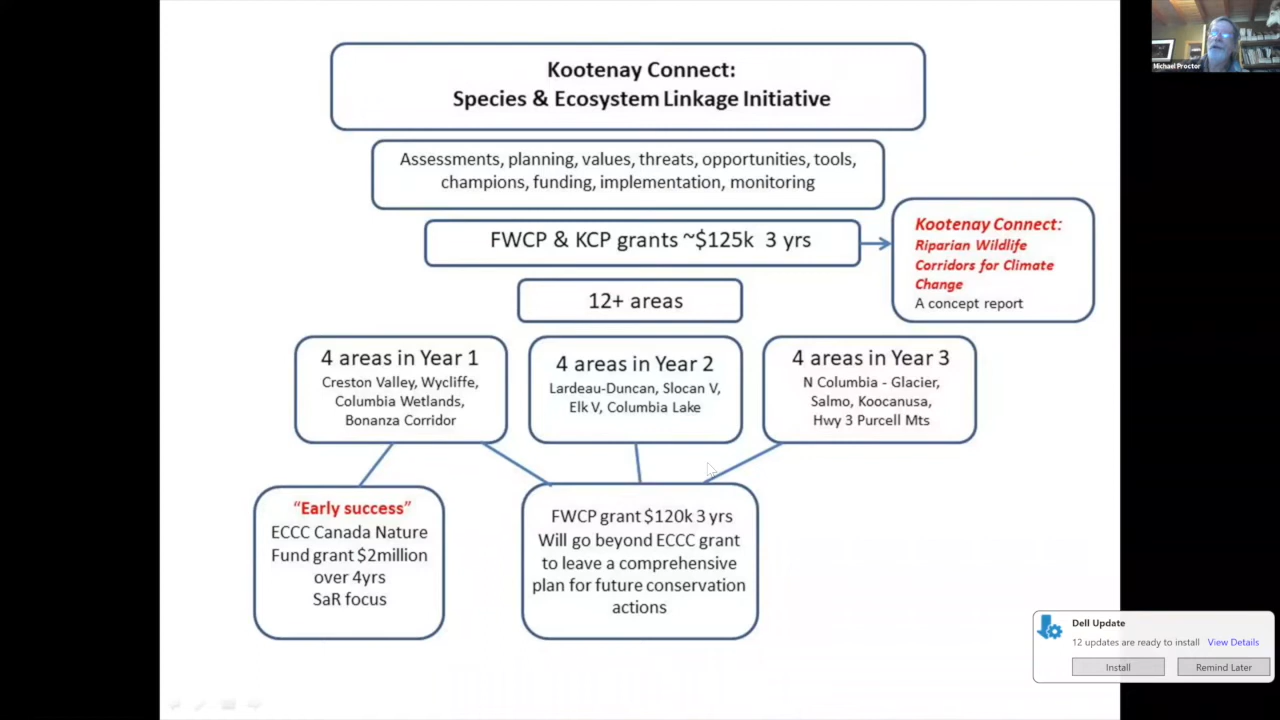 Kootenay Connect:
Species & Ecosystem Linkage Initiative
Assessments, planning, values, threats, opportunities, tools,
champions, funding, implementation, monitoring
FWCP & KCP grants ~$125k 3 yrs
Kootenay Connect:
Riparian Wildlife
Corridors for Climate
Change
A concept report
12+ areas
4 areas in Year 1
Creston Valley, Wycliffe,
Columbia Wetlands,
Bonanza Corridor
4 areas in Year 2
Lardeau-Duncan, Slocan V,
Elk V, Columbia Lake
4 areas in Year 3
N Columbia - Glacier,
Salmo, Koocanusa,
Hwy 3 Purcell Mts
“Early success”
ECCC Canada Nature
Fund grant $2million
over 4yrs
SaR focus
FWCP grant $120k 3 yrs
Will go beyond ECCC grant
to leave a comprehensive
plan for future conservation
actions
Michael Proctor
Dell Update
12 updates are ready to install View Details
Install
Remind Later